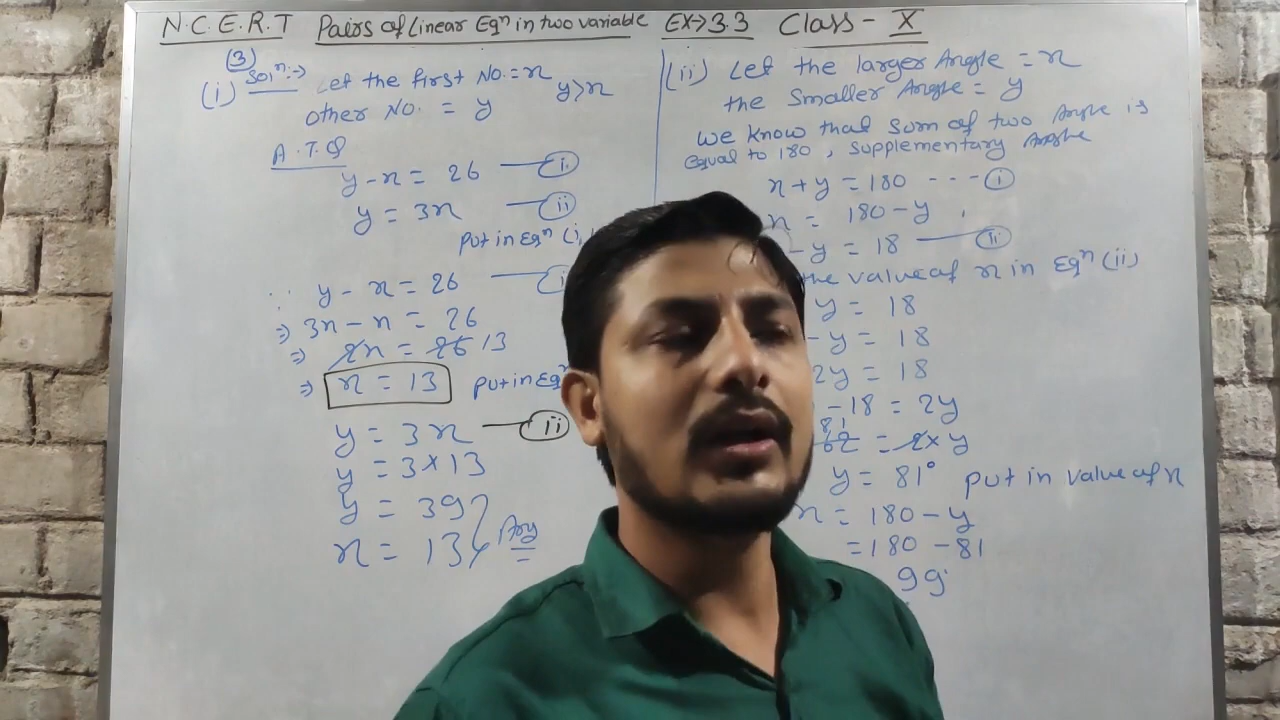 N.C.E.R.T Pairs of Linear Eqⁿ in two variable EX→3.3 Class - X
(3)
(i) Solⁿ:→ Let the first No. = x
y>x
other No. = y
A.T.Q
y-x = 26 — (i)
y = 3x — (ii)
Put in Eqⁿ (i)
∴ y - x = 26 — (i
⇒ 3x - x = 26
⇒ 2x = 26 13
⇒ x = 13 put in Eqⁿ
y = 3x — (ii)
y = 3×13
y = 39
x = 13 Ans
(ii) Let the larger Angle = x
the smaller Angle = y
we know that sum of two Angle is
equal to 180, supplementary Angle
x + y = 180 ---- (i)
x = 180 - y
- y = 18 — (ii)
the value of x in Eqⁿ (ii)
y = 18
- y = 18
2y = 18
-18 = 2y
81
62 = 2 × y
y = 81° put in value of x
x = 180 - y
= 180 - 81
99°